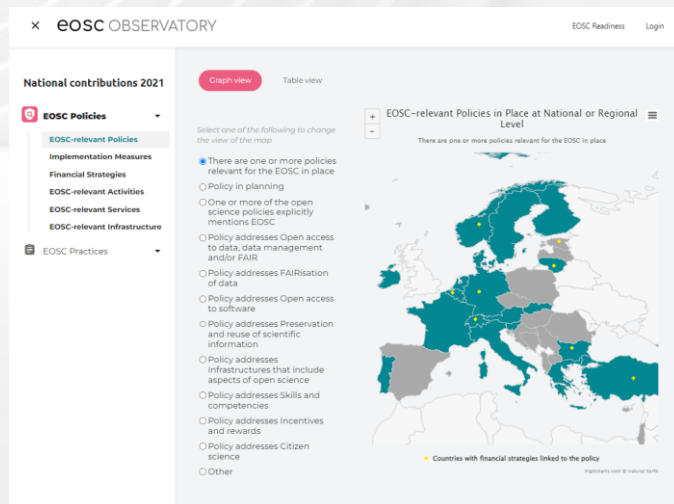 × eosc OBSERVATORY
EOSC Readiness
Login
National contributions 2021
EOSC Policies
EOSC-relevant Policies
Implementation Measures
Financial Strategies
EOSC-relevant Activities
EOSC-relevant Services
EOSC-relevant Infrastructure
EOSC Practices
Graph view
Table view
Select one of the following to change
the view of the map
There are one or more policies
relevant for the EOSC in place
Policy in planning
One or more of the open
science policies explicitly
mentions EOSC
Policy addresses Open access
to data, data management
and/or FAIR
Policy addresses FAIRisation
of data
Policy addresses Open access
to software
Policy addresses Preservation
and reuse of scientific
information
Policy addresses
Infrastructures that include
aspects of open science
Policy addresses Skills and
competencies
Policy addresses Incentives
and rewards
Policy addresses Citizen
science
Other
+
-
EOSC-relevant Policies in Place at National or Regional
Level
There are one or more policies relevant for the EOSC in place
Countries with financial strategies linked to the policy
Highcharts.com © Natural Earth